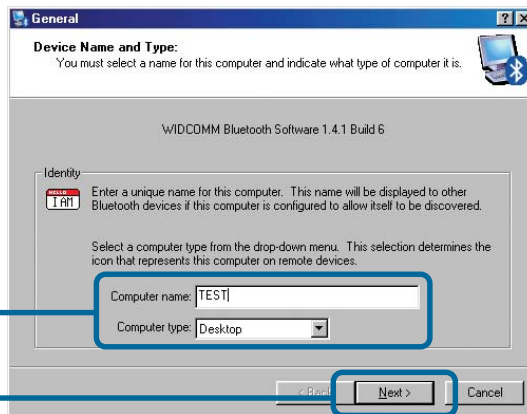 General
Device Name and Type:
You must select a name for this computer and indicate what type of computer it is.
WIDCOMM Bluetooth Software 1.4.1 Build 6
Identity
HELLO
I AM
Enter a unique name for this computer. This name will be displayed to other
Bluetooth devices if this computer is configured to allow itself to be discovered.
Select a computer type from the drop-down menu. This selection determines the
icon that represents this computer on remote devices.
Computer name: TEST
Computer type: Desktop
< Back Next > Cancel